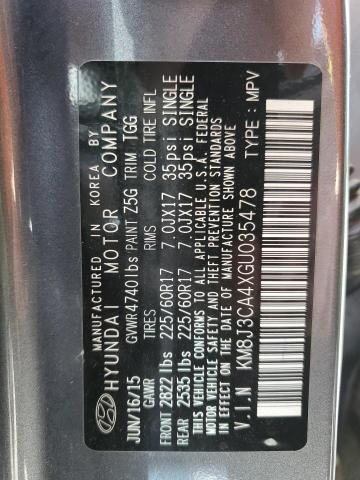 MANUFACTURED IN KOREA BY
HYUNDAI MOTOR COMPANY
JUN/16/15 GVWR4740lbs PAINT Z5G TRIM TGG
GAWR TIRES RIMS COLD TIRE INFL
FRONT 2822 lbs 225/60R17 7.0JX17 35psi SINGLE
REAR 2535 lbs 225/60R17 7.0JX17 35psi SINGLE
THIS VEHICLE CONFORMS TO ALL APPLICABLE U.S.A. FEDERAL
MOTOR VEHICLE SAFETY, BUMPER, AND THEFT PREVENTION STANDARDS
IN EFFECT ON THE DATE OF MANUFACTURE SHOWN ABOVE.
V.I.N KM8J3CA4XGU035478 TYPE: MPV